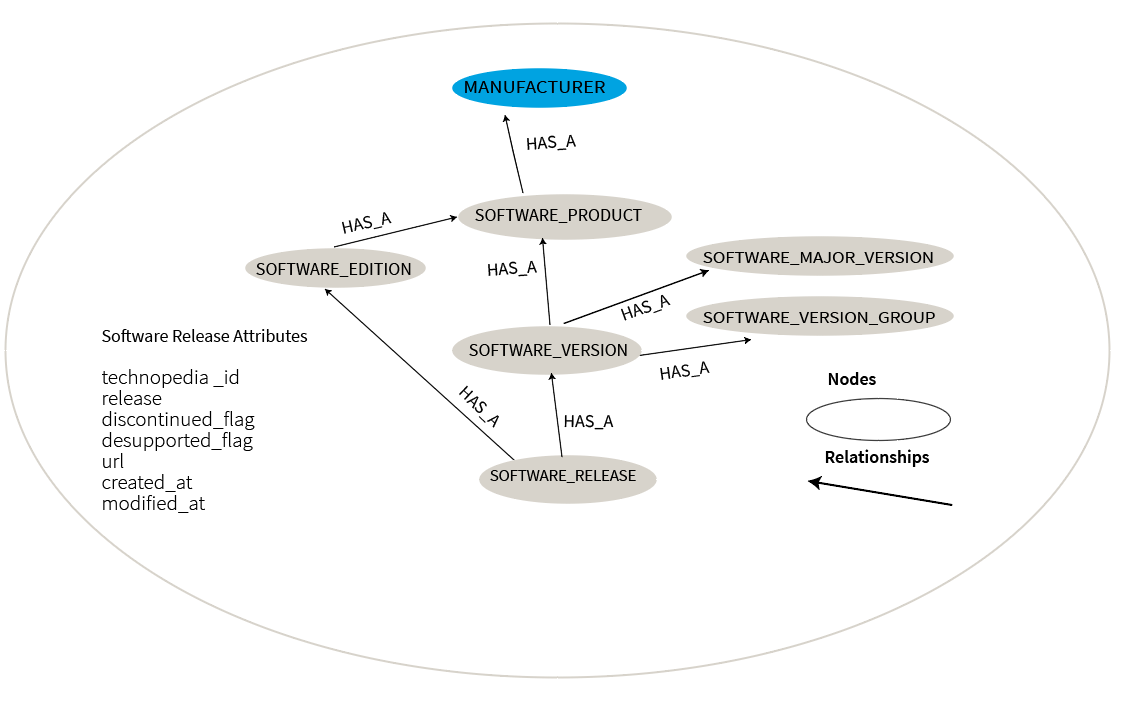 MANUFACTURER
HAS_A
SOFTWARE_PRODUCT
HAS_A
SOFTWARE_EDITION
HAS_A
SOFTWARE_MAJOR_VERSION
HAS_A
SOFTWARE_VERSION_GROUP
SOFTWARE_VERSION
HAS_A
HAS_A
HAS_A
SOFTWARE_RELEASE
Software Release Attributes
technopedia _id
release
discontinued_flag
desupported_flag
url
created_at
modified_at
Nodes
Relationships